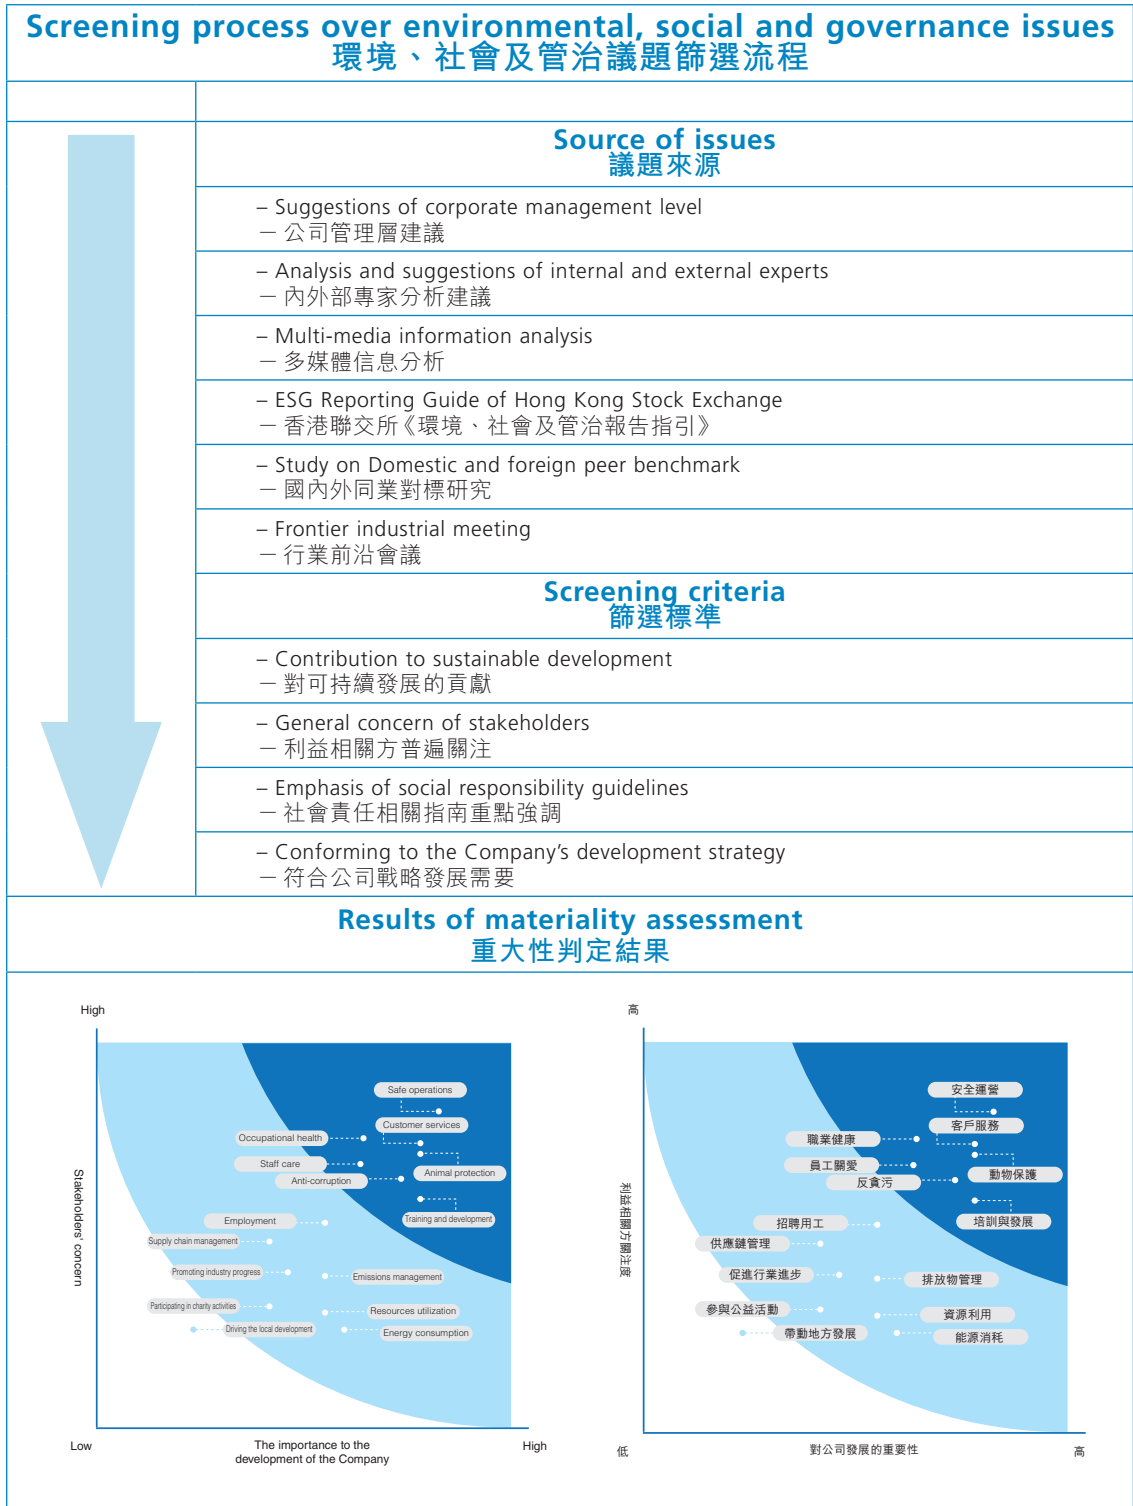 Screening process over environmental, social and governance issues
環境、社會及管治議題篩選流程
Source of issues
議題來源
– Suggestions of corporate management level
－ 公司管理層建議
– Analysis and suggestions of internal and external experts
－ 內外部專家分析建議
– Multi-media information analysis
－ 多媒體信息分析
– ESG Reporting Guide of Hong Kong Stock Exchange
－ 香港聯交所《環境、社會及管治報告指引》
– Study on Domestic and foreign peer benchmark
－ 國內外同業對標研究
– Frontier industrial meeting
－ 行業前沿會議
Screening criteria
篩選標準
– Contribution to sustainable development
－ 對可持續發展的貢獻
– General concern of stakeholders
－ 利益相關方普遍關注
– Emphasis of social responsibility guidelines
－ 社會責任相關指南重點強調
– Conforming to the Company’s development strategy
－ 符合公司戰略發展需要
Results of materiality assessment
重大性判定結果
High
Stakeholders’ concern
Safe operations
Customer services
Occupational health
Staff care
Animal protection
Anti-corruption
Employment
Training and development
Supply chain management
Promoting industry progress
Emissions management
Participating in charity activities
Resources utilization
Driving the local development
Energy consumption
Low
The importance to the
development of the Company
High
高
利益相關方關注度
安全運營
客戶服務
職業健康
員工關愛
動物保護
反貪污
招聘用工
培訓與發展
供應鏈管理
促進行業進步
排放物管理
參與公益活動
資源利用
帶動地方發展
能源消耗
低
對公司發展的重要性
高